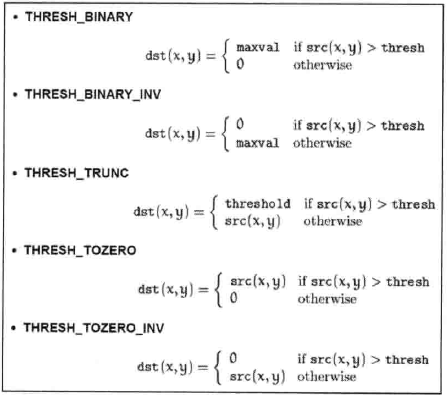 • THRESH_BINARY
dst(x,y) = { maxval if src(x,y) > thresh
0 otherwise
• THRESH_BINARY_INV
dst(x,y) = { 0 if src(x,y) > thresh
maxval otherwise
• THRESH_TRUNC
dst(x,y) = { threshold if src(x,y) > thresh
src(x,y) otherwise
• THRESH_TOZERO
dst(x,y) = { src(x,y) if src(x,y) > thresh
0 otherwise
• THRESH_TOZERO_INV
dst(x,y) = { 0 if src(x,y) > thresh
src(x,y) otherwise